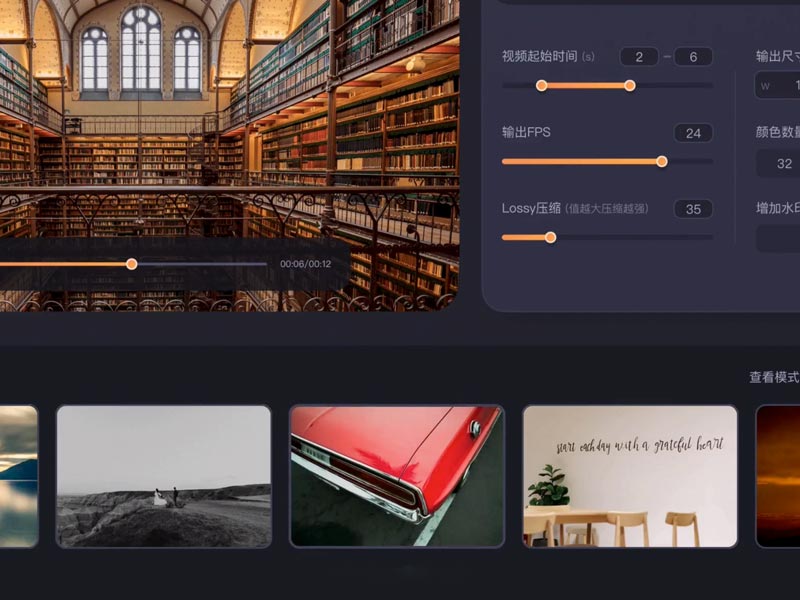 视频起始时间 (s) 2 – 6
输出尺寸
W 1
输出FPS 24
颜色数量
32
Lossy压缩 (值越大压缩越强) 35
增加水印
00:06/00:12
查看模式
start each day with a grateful heart